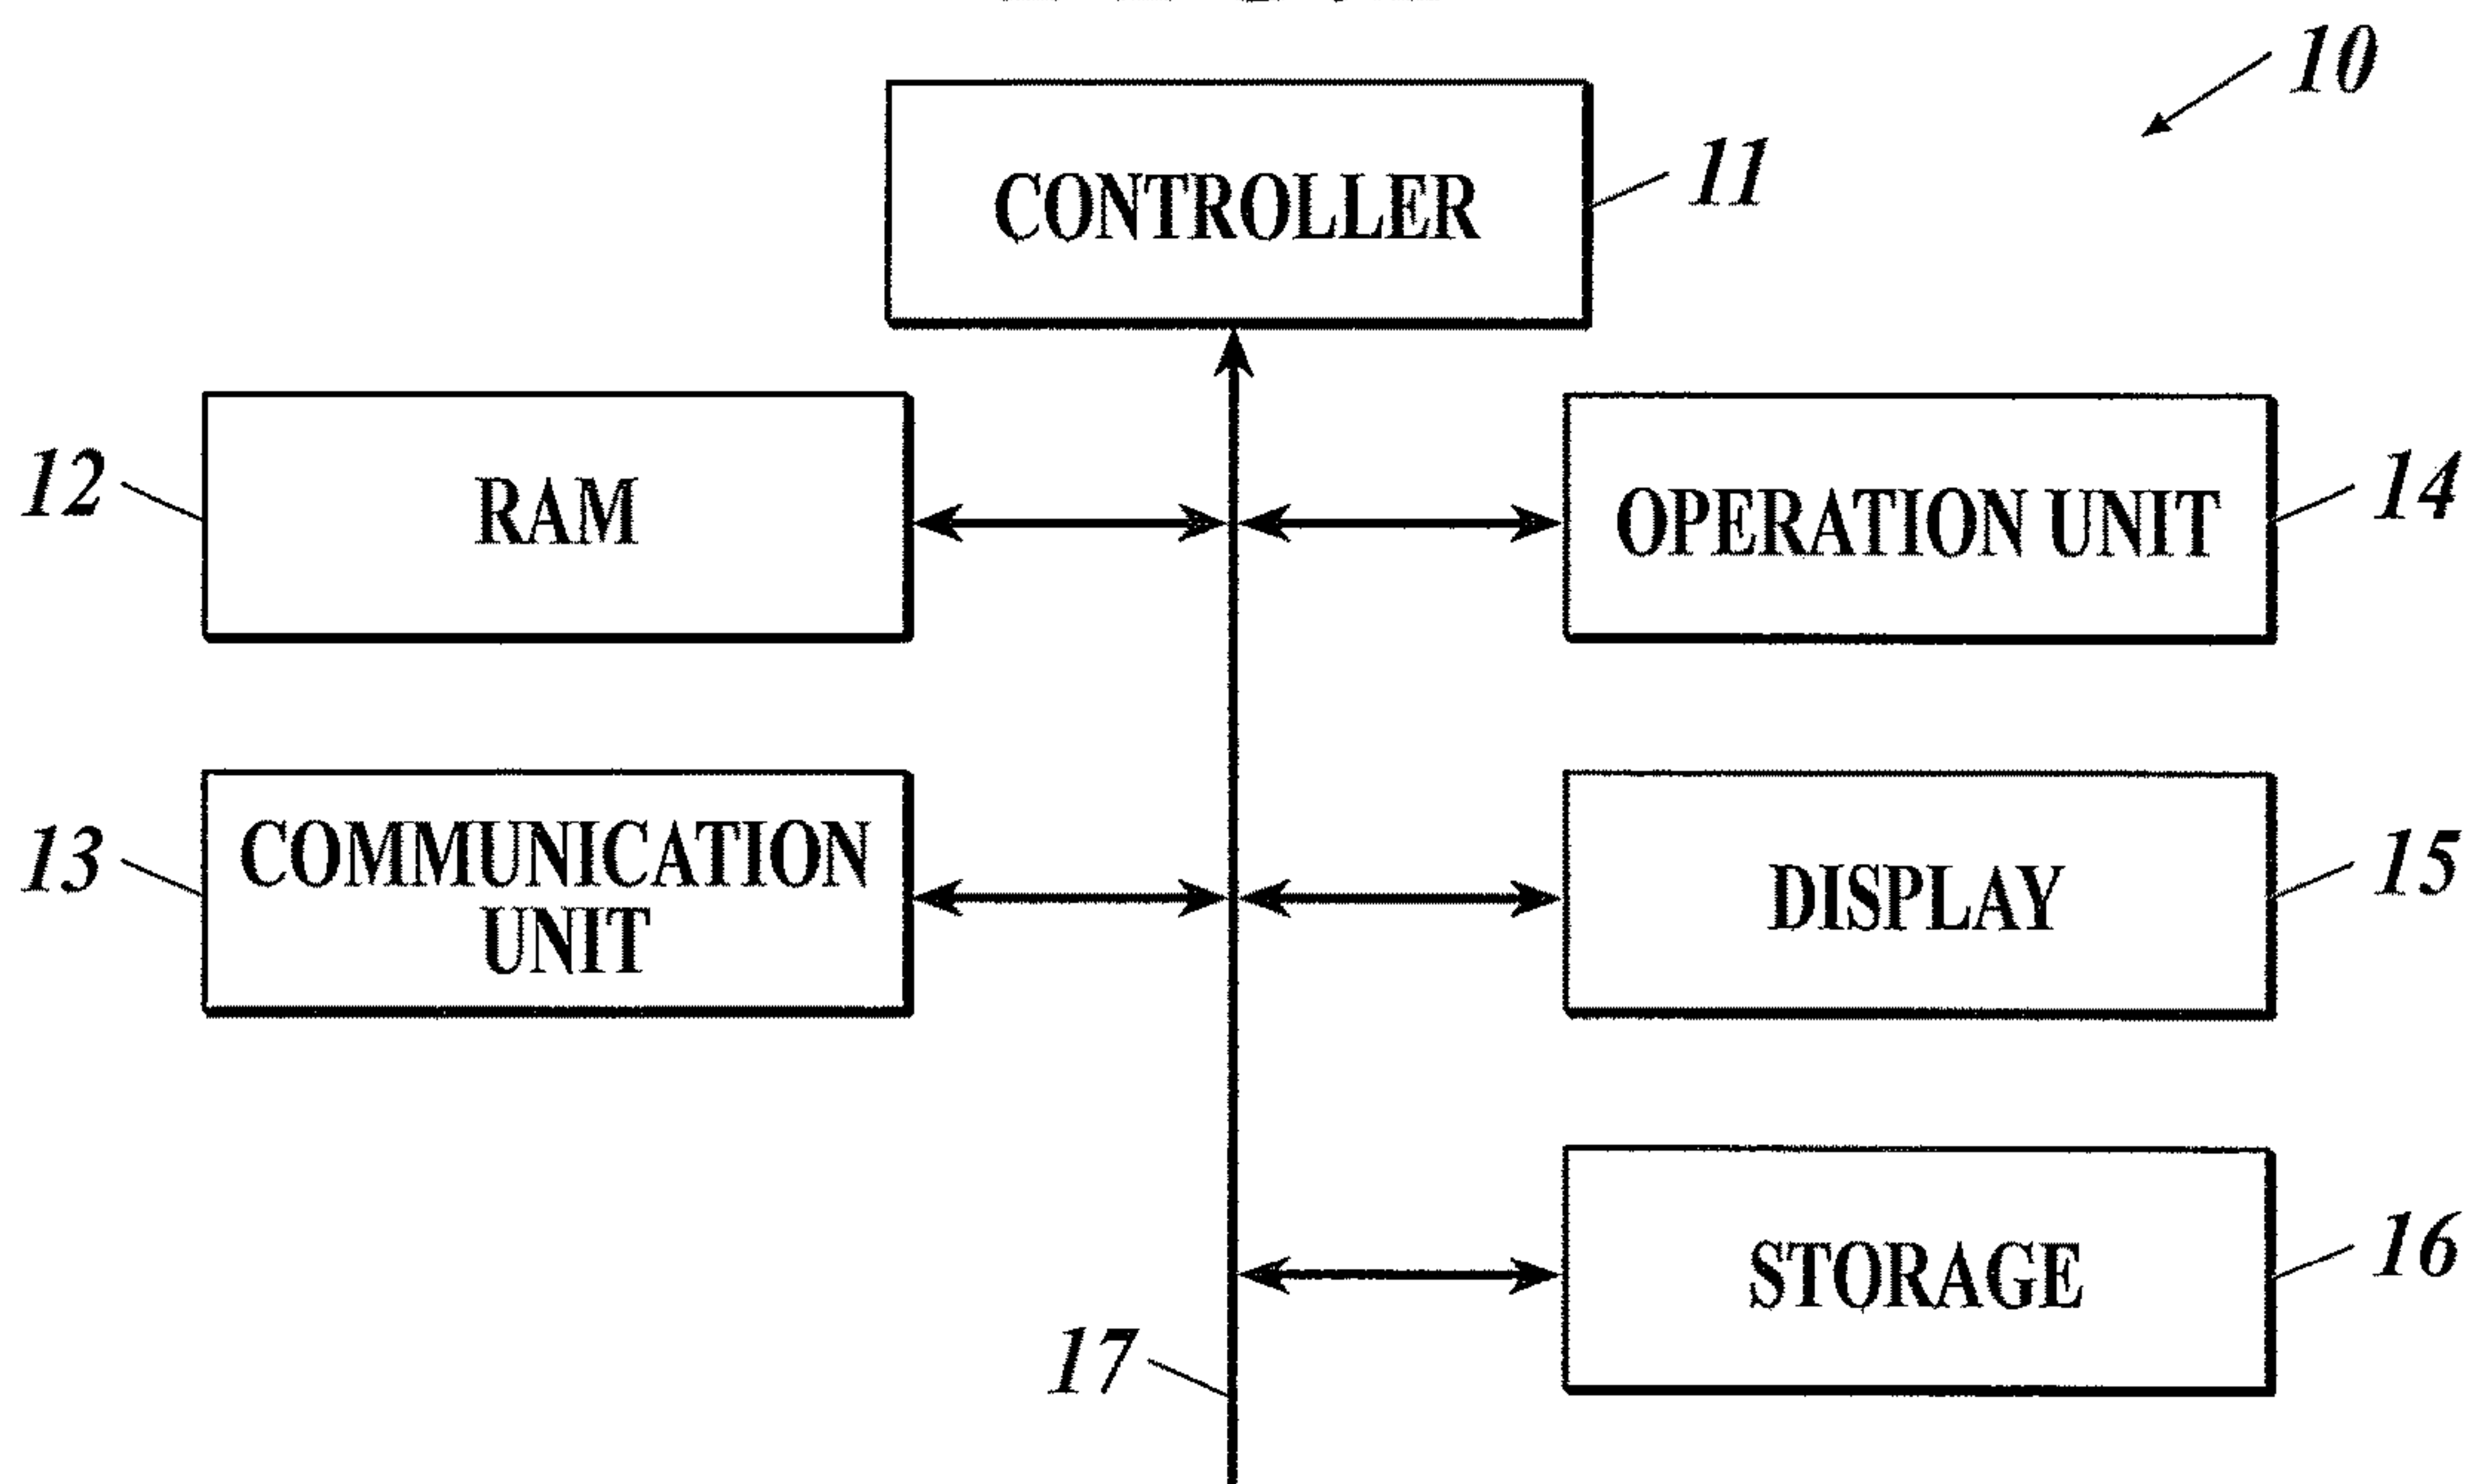 10
CONTROLLER
11
12
RAM
OPERATION UNIT
14
13
COMMUNICATION
UNIT
DISPLAY
15
STORAGE
16
17